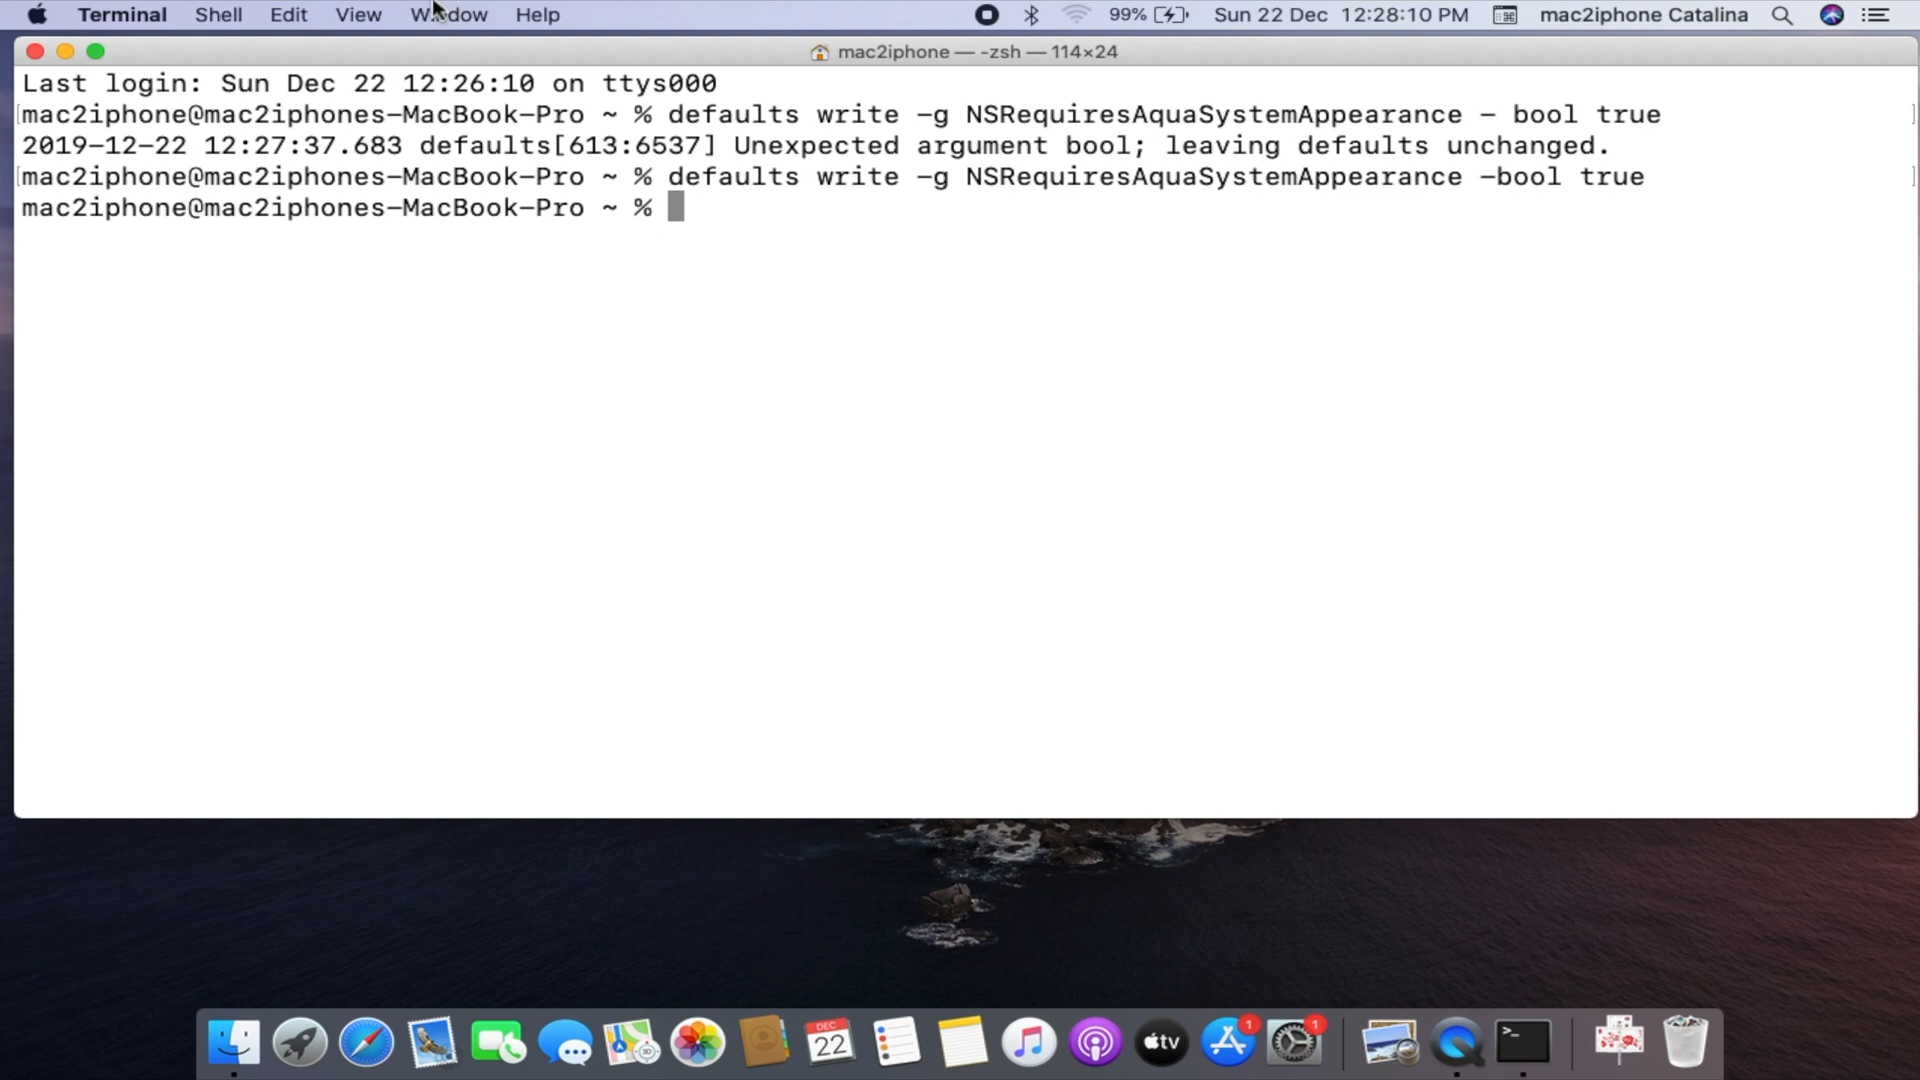 Terminal Shell Edit View Window Help 99% Sun 22 Dec 12:28:10 PM mac2iphone Catalina
mac2iphone — -zsh — 114×24
Last login: Sun Dec 22 12:26:10 on ttys000
[mac2iphone@mac2iphones-MacBook-Pro ~ % defaults write -g NSRequiresAquaSystemAppearance - bool true ]
2019-12-22 12:27:37.683 defaults[613:6537] Unexpected argument bool; leaving defaults unchanged.
[mac2iphone@mac2iphones-MacBook-Pro ~ % defaults write -g NSRequiresAquaSystemAppearance -bool true ]
mac2iphone@mac2iphones-MacBook-Pro ~ %
DEC
22
3D
tv
1
1
>_